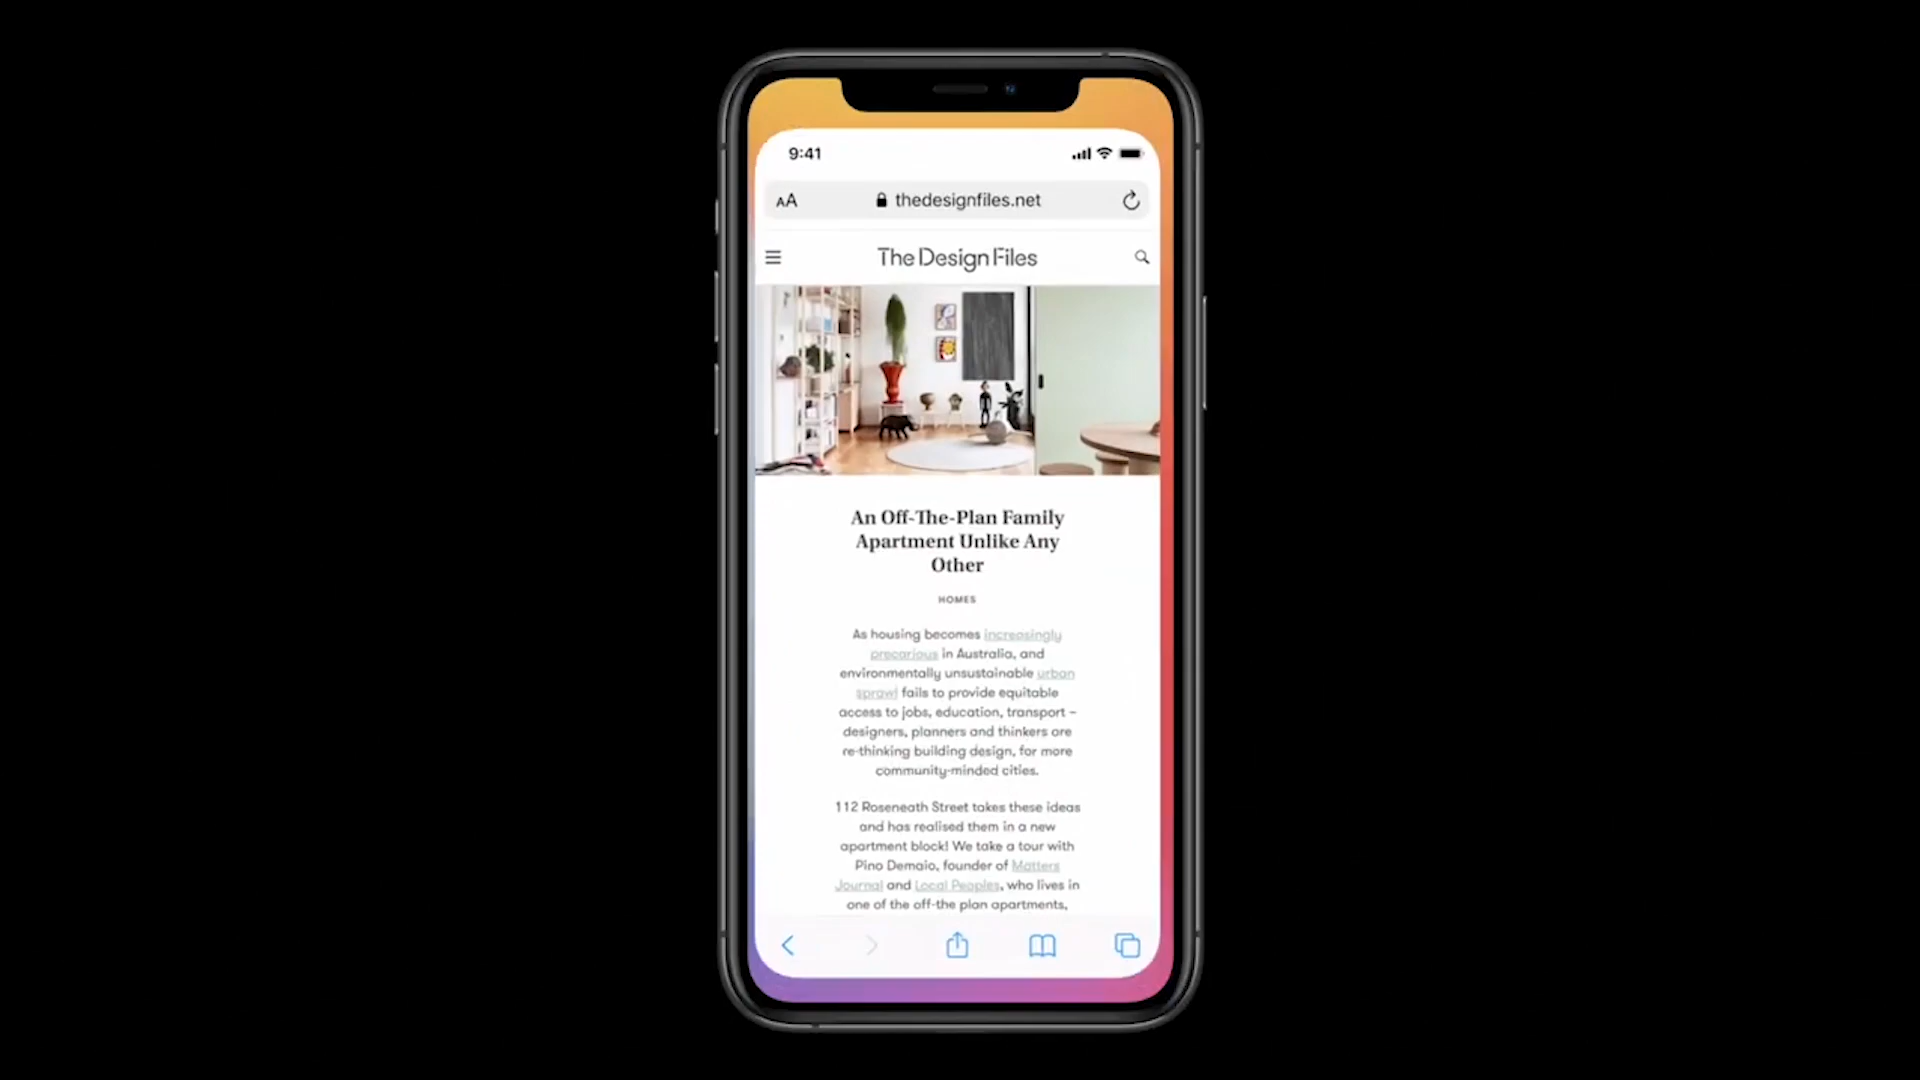 9:41
AA thedesignfiles.net
The Design Files
An Off-The-Plan Family
Apartment Unlike Any
Other
HOMES
As housing becomes increasingly
precarious in Australia, and
environmentally unsustainable urban
sprawl fails to provide equitable
access to jobs, education, transport –
designers, planners and thinkers are
re-thinking building design, for more
community-minded cities.
112 Roseneath Street takes these ideas
and has realised them in a new
apartment block! We take a tour with
Pino Demaio, founder of Matters
Journal and Local Peoples, who lives in
one of the off-the plan apartments,